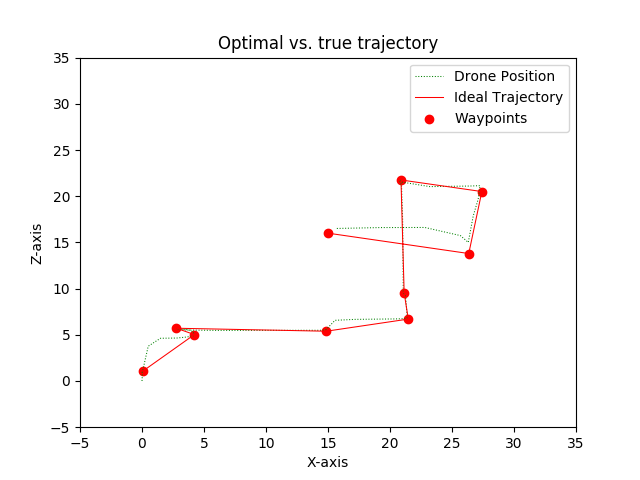 Optimal vs. true trajectory
Drone Position
Ideal Trajectory
Waypoints
35
30
25
20
15
10
5
0
−5
Z-axis
−5 0 5 10 15 20 25 30 35
X-axis